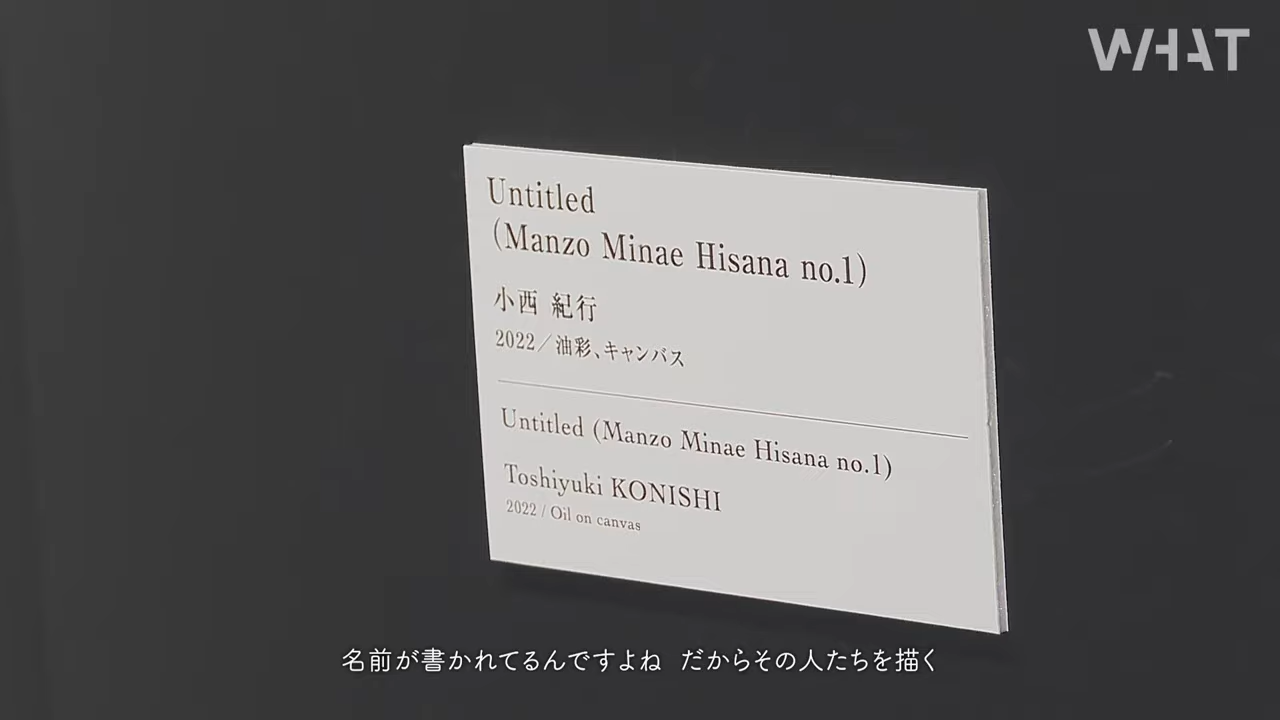 WHAT
Untitled
(Manzo Minae Hisana no.1)
小西 紀行
2022/油彩、キャンバス
Untitled (Manzo Minae Hisana no.1)
Toshiyuki KONISHI
2022 / Oil on canvas
名前が書かれてるんですよね だからその人たちを描く